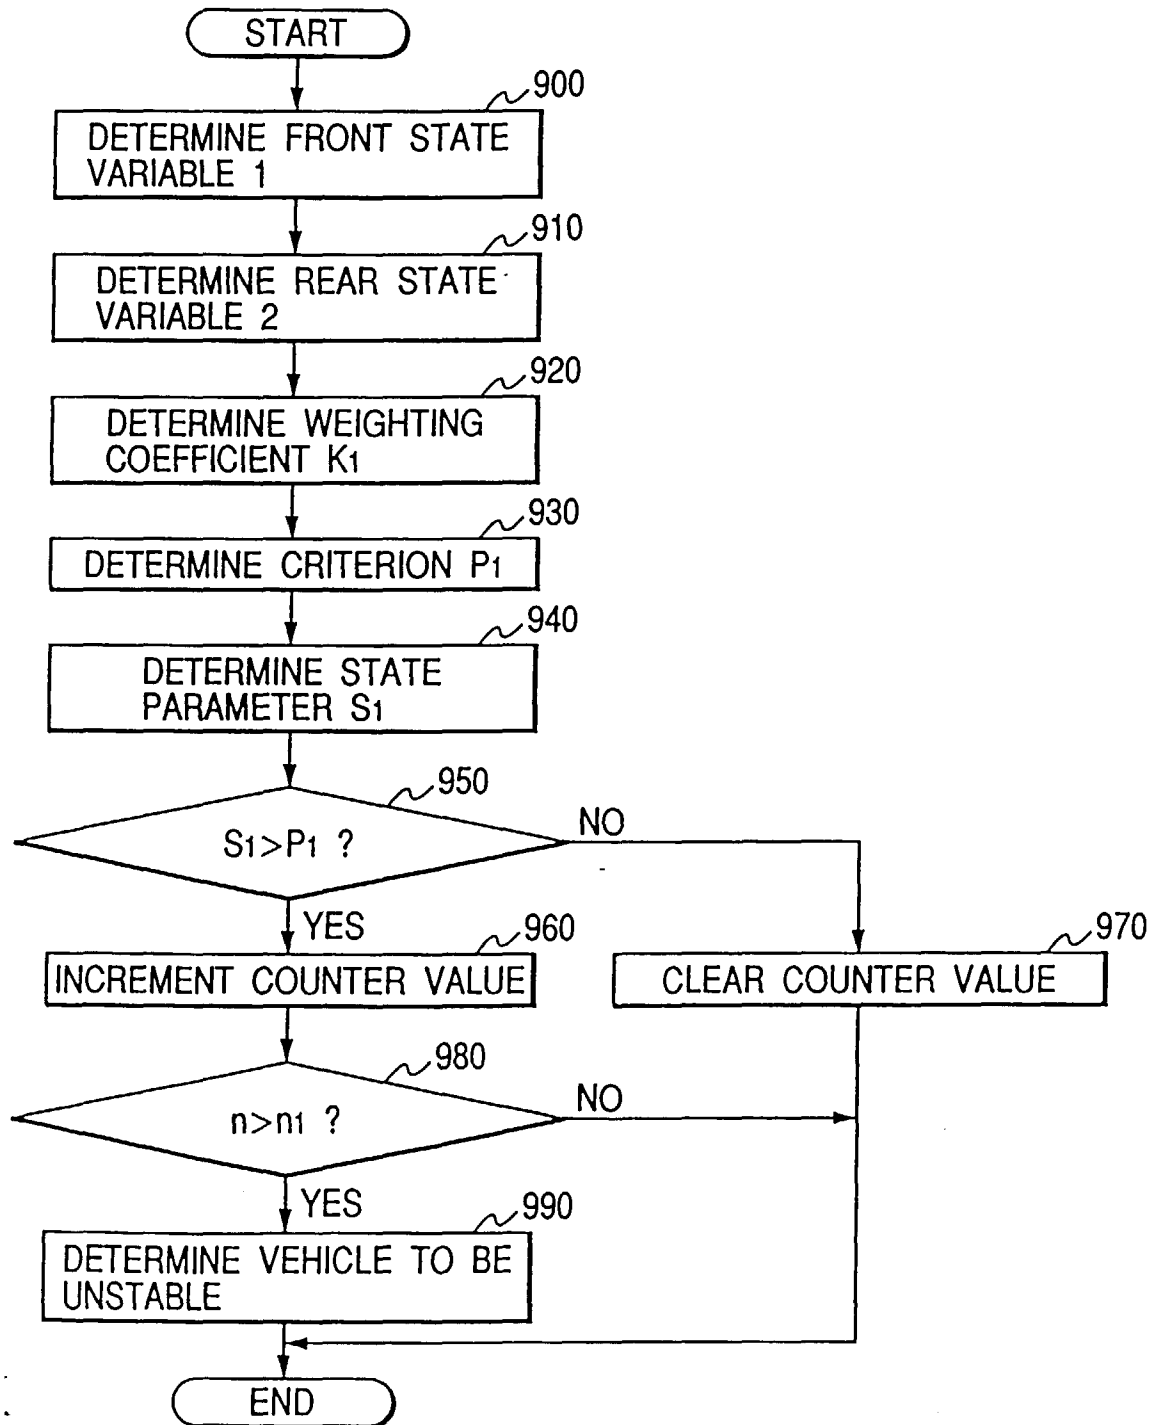 START
900
DETERMINE FRONT STATE
VARIABLE 1
910
DETERMINE REAR STATE
VARIABLE 2
920
DETERMINE WEIGHTING
COEFFICIENT K1
930
DETERMINE CRITERION P1
940
DETERMINE STATE
PARAMETER S1
950
S1>P1 ?
NO
YES
960
INCREMENT COUNTER VALUE
970
CLEAR COUNTER VALUE
980
n>n1 ?
NO
YES
990
DETERMINE VEHICLE TO BE
UNSTABLE
END